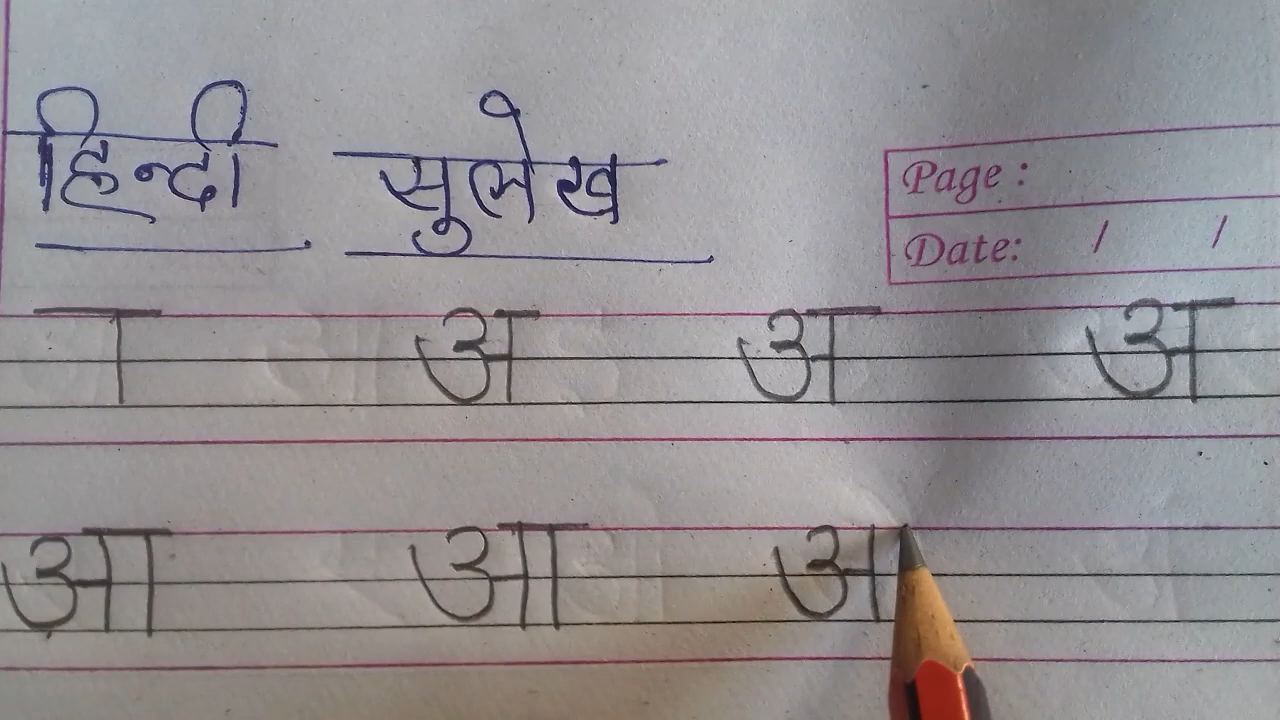 हिन्दी सुलेख
Page :
Date: / /
न अ अ अ
आ आ अ